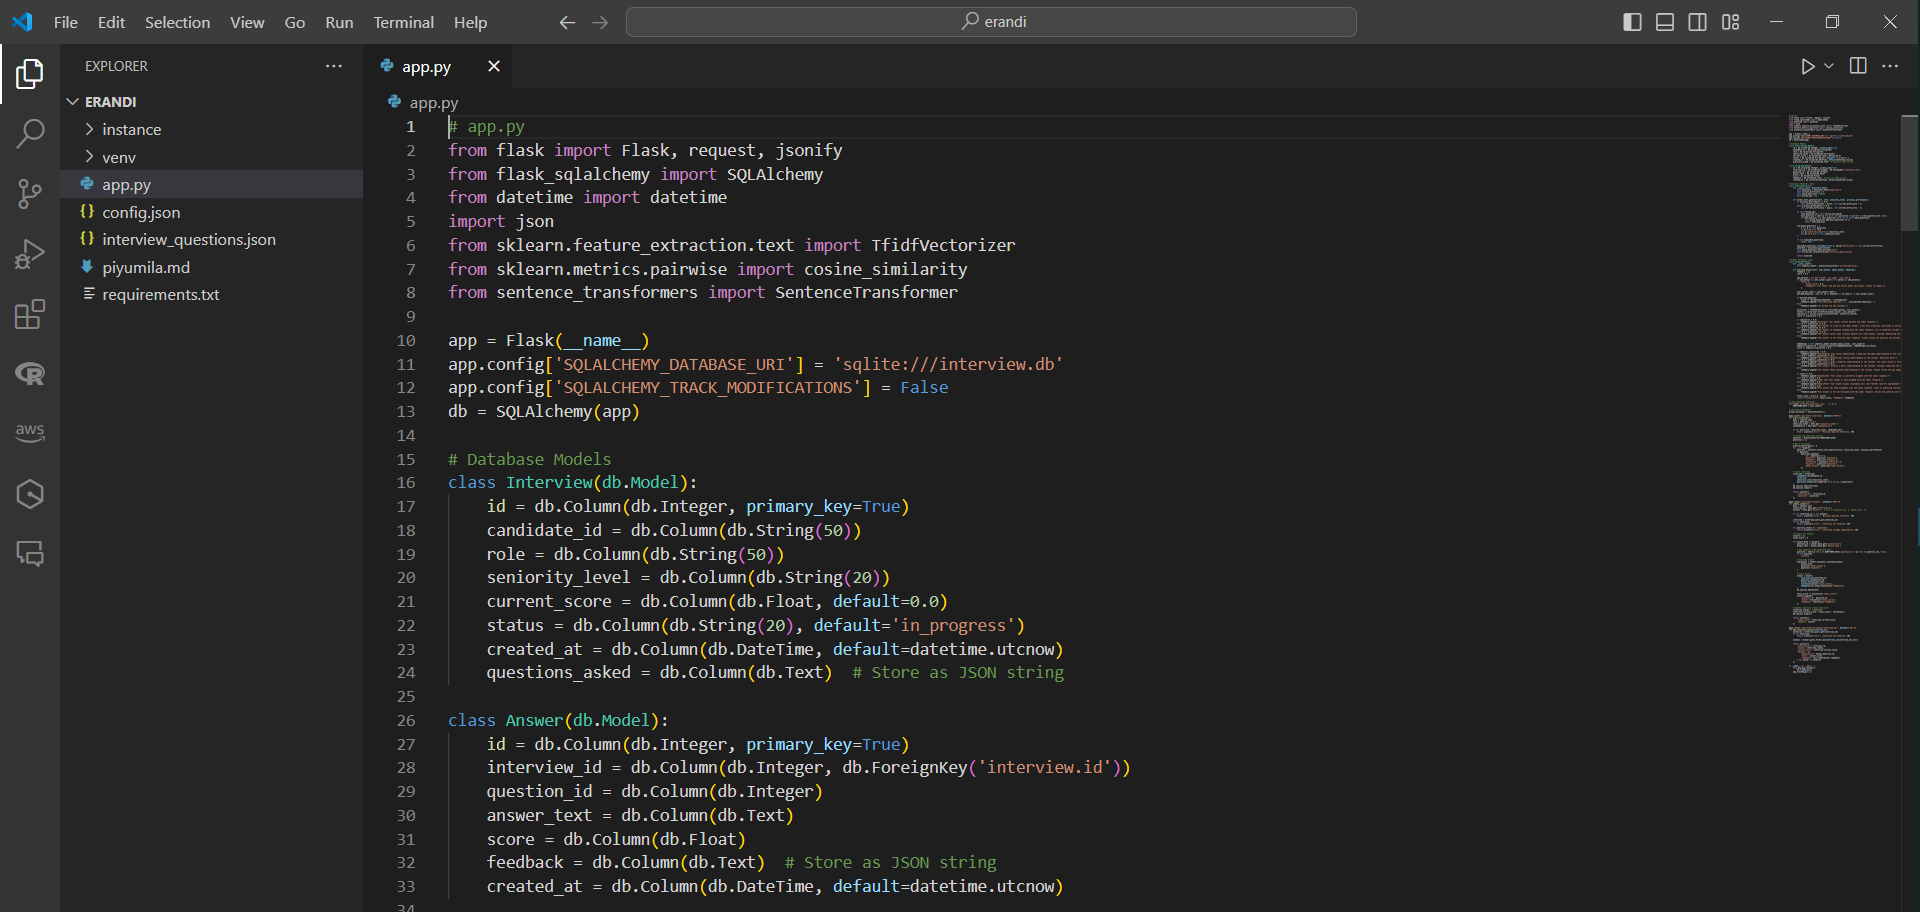 File Edit Selection View Go Run Terminal Help
erandi
EXPLORER
ERANDI
instance
venv
app.py
config.json
interview_questions.json
piyumila.md
requirements.txt
aws
app.py
app.py
1 # app.py
2 from flask import Flask, request, jsonify
3 from flask_sqlalchemy import SQLAlchemy
4 from datetime import datetime
5 import json
6 from sklearn.feature_extraction.text import TfidfVectorizer
7 from sklearn.metrics.pairwise import cosine_similarity
8 from sentence_transformers import SentenceTransformer
9
10 app = Flask(__name__)
11 app.config['SQLALCHEMY_DATABASE_URI'] = 'sqlite:///interview.db'
12 app.config['SQLALCHEMY_TRACK_MODIFICATIONS'] = False
13 db = SQLAlchemy(app)
14
15 # Database Models
16 class Interview(db.Model):
17     id = db.Column(db.Integer, primary_key=True)
18     candidate_id = db.Column(db.String(50))
19     role = db.Column(db.String(50))
20     seniority_level = db.Column(db.String(20))
21     current_score = db.Column(db.Float, default=0.0)
22     status = db.Column(db.String(20), default='in_progress')
23     created_at = db.Column(db.DateTime, default=datetime.utcnow)
24     questions_asked = db.Column(db.Text)  # Store as JSON string
25
26 class Answer(db.Model):
27     id = db.Column(db.Integer, primary_key=True)
28     interview_id = db.Column(db.Integer, db.ForeignKey('interview.id'))
29     question_id = db.Column(db.Integer)
30     answer_text = db.Column(db.Text)
31     score = db.Column(db.Float)
32     feedback = db.Column(db.Text)  # Store as JSON string
33     created_at = db.Column(db.DateTime, default=datetime.utcnow)
34